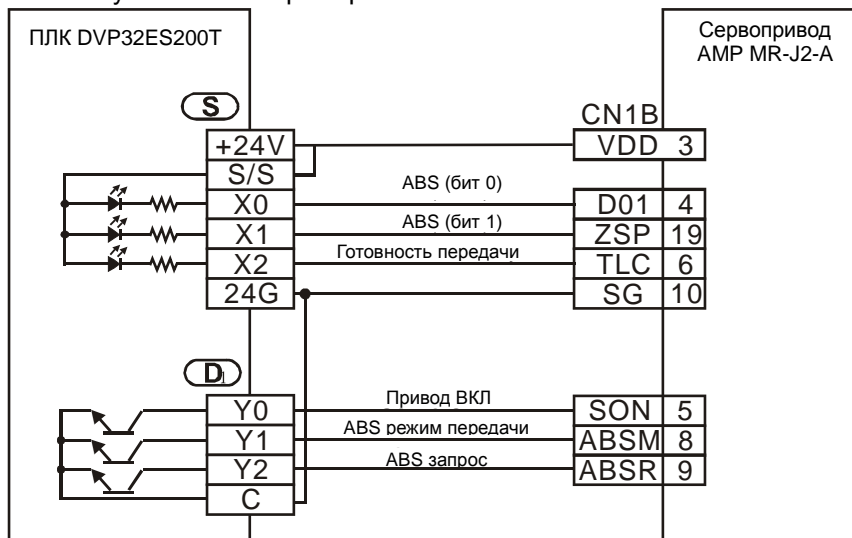 ПЛК DVP32ES200T
Сервопривод
AMP MR-J2-A
S
CN1B
+24V
VDD 3
S/S
ABS (бит 0)
X0
D01 4
ABS (бит 1)
X1
ZSP 19
Готовность передачи
X2
TLC 6
24G
SG 10
D1
Привод ВКЛ
Y0
SON 5
ABS режим передачи
Y1
ABSM 8
ABS запрос
Y2
ABSR 9
C